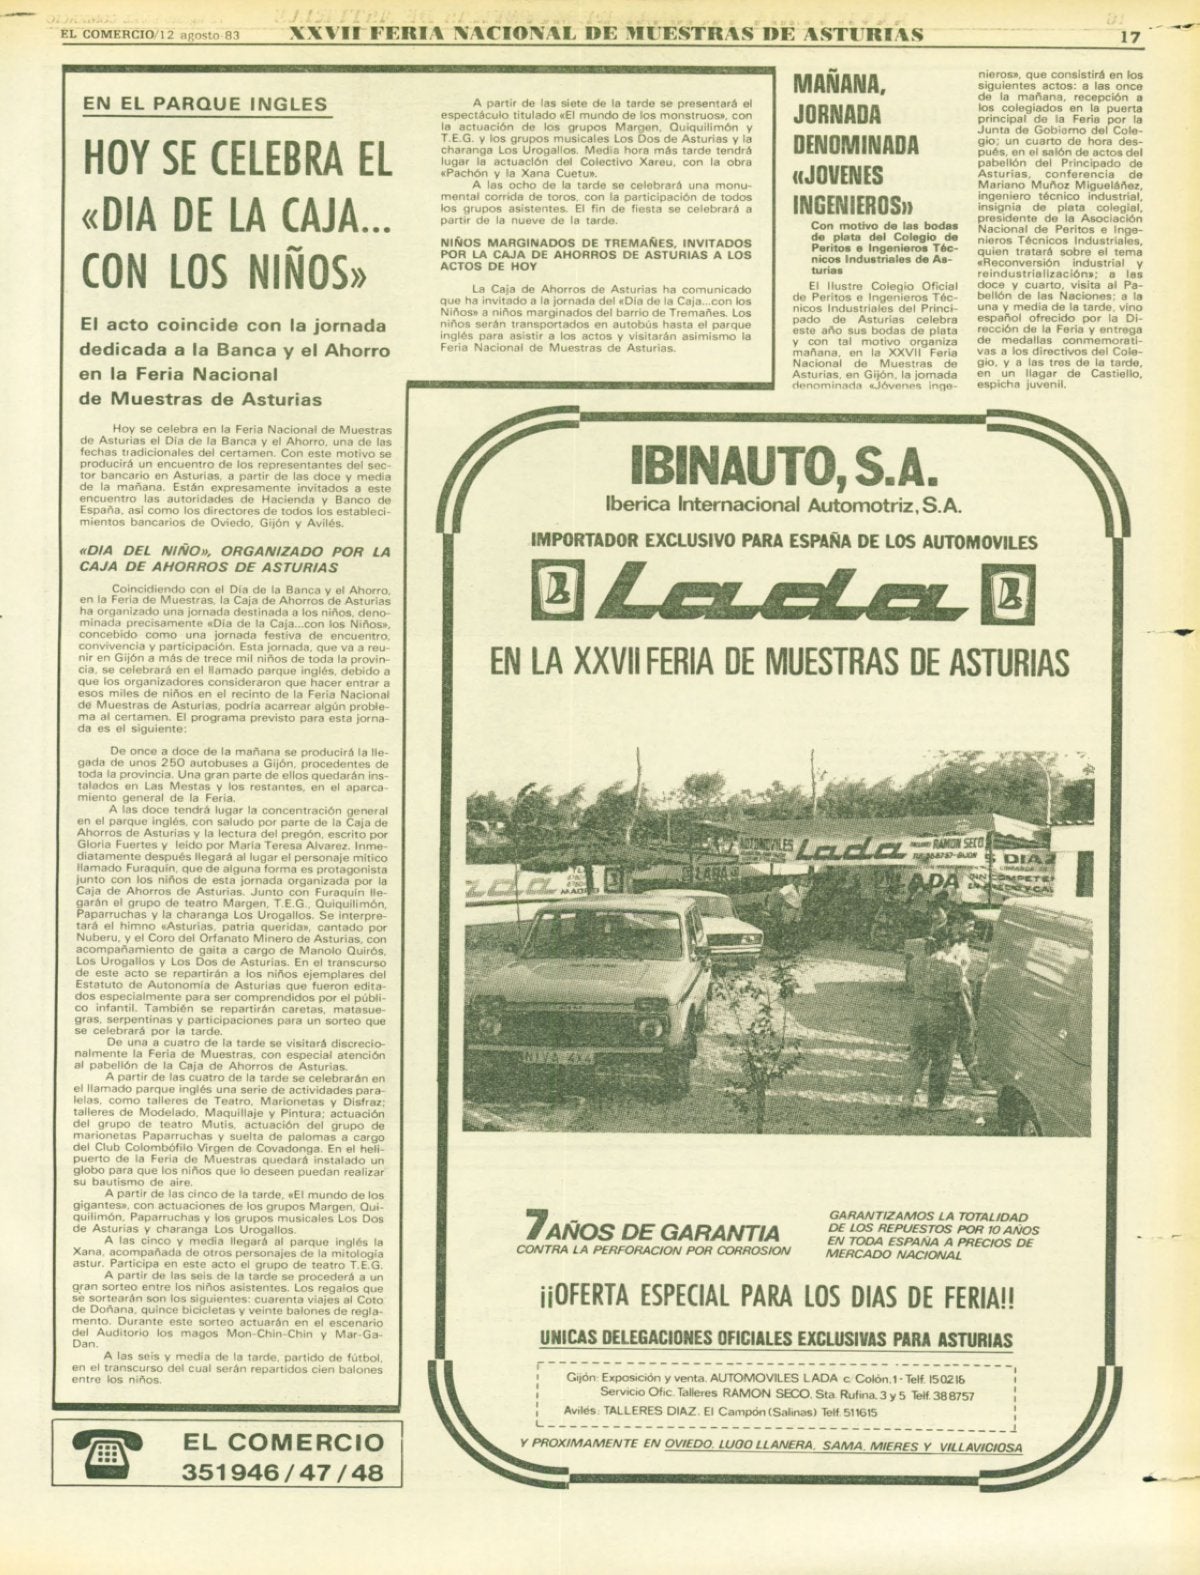 EL COMERCIO/12 agosto 83
XXVII FERIA NACIONAL DE MUESTRAS DE ASTURIAS
17
EN EL PARQUE INGLES
HOY SE CELEBRA EL
«DIA DE LA CAJA...
CON LOS NIÑOS»
El acto coincide con la jornada
dedicada a la Banca y el Ahorro
en la Feria Nacional
de Muestras de Asturias
Hoy se celebra en la Feria Nacional de Muestras
de Asturias el Día de la Banca y el Ahorro, una de las
fechas tradicionales del certamen. Con este motivo se
producirá un encuentro de los representantes del sec-
tor bancario en Asturias, a partir de las doce y media
de la mañana. Están expresamente invitados a este
encuentro las autoridades de Hacienda y Banco de
España, así como los directores de todos los estableci-
mientos bancarios de Oviedo, Gijón y Avilés.
«DIA DEL NIÑO», ORGANIZADO POR LA
CAJA DE AHORROS DE ASTURIAS
Coincidiendo con el Día de la Banca y el Ahorro,
en la Feria de Muestras, la Caja de Ahorros de Asturias
ha organizado una jornada destinada a los niños, deno-
minada precisamente «Día de la Caja...con los Niños»,
concebido como una jornada festiva de encuentro,
convivencia y participación. Esta jornada, que va a reu-
nir en Gijón a más de trece mil niños de toda la provin-
cia, se celebrará en el llamado parque inglés, debido a
que los organizadores consideraron que hacer entrar a
esos miles de niños en el recinto de la Feria Nacional
de Muestras de Asturias, podría acarrear algún proble-
ma al certamen. El programa previsto para esta jorna-
da es el siguiente:
De once a doce de la mañana se producirá la lle-
gada de unos 250 autobuses a Gijón, procedentes de
toda la provincia. Una gran parte de ellos quedarán ins-
talados en Las Mestas y los restantes, en el aparca-
miento general de la Feria.
A las doce tendrá lugar la concentración general
en el parque inglés, con saludo por parte de la Caja de
Ahorros de Asturias y la lectura del pregón, escrito por
Gloria Fuertes y leído por María Teresa Alvarez. Inme-
diatamente después llegará al lugar el personaje mítico
llamado Furaquín, que de alguna forma es protagonista
junto con los niños de esta jornada organizada por la
Caja de Ahorros de Asturias. Junto con Furaquín lle-
garán el grupo de teatro Margen, T.E.G., Quiquilimón,
Paparruchas y la charanga Los Urogallos. Se interpre-
tará el himno «Asturias, patria querida», cantado por
Nuberu, y el Coro del Orfanato Minero de Asturias, con
acompañamiento de gaita a cargo de Manolo Quirós,
Los Urogallos y Los Dos de Asturias. En el transcurso
de este acto se repartirán a los niños ejemplares del
Estatuto de Autonomía de Asturias que fueron edita-
dos especialmente para ser comprendidos por el públi-
co infantil. También se repartirán caretas, matasue-
gras, serpentinas y participaciones para un sorteo que
se celebrará por la tarde.
De una a cuatro de la tarde se visitará discrecio-
nalmente la Feria de Muestras, con especial atención
al pabellón de la Caja de Ahorros de Asturias.
A partir de las cuatro de la tarde se celebrarán en
el llamado parque inglés una serie de actividades para-
lelas, como talleres de Teatro, Marionetas y Disfraz;
talleres de Modelado, Maquillaje y Pintura; actuación
del grupo de teatro Mutis, actuación del grupo de
marionetas Paparruchas y suelta de palomas a cargo
del Club Colombófilo Virgen de Covadonga. En el heli-
puerto de la Feria de Muestras quedará instalado un
globo para que los niños que lo deseen puedan realizar
su bautismo de aire.
A partir de las cinco de la tarde, «El mundo de los
gigantes», con actuaciones de los grupos Margen, Qui-
quilimón, Paparruchas y los grupos musicales Los Dos
de Asturias y charanga Los Urogallos.
A las cinco y media llegará al parque inglés la
Xana, acompañada de otros personajes de la mitología
astur. Participa en este acto el grupo de teatro T.E.G.
A partir de las seis de la tarde se procederá a un
gran sorteo entre los niños asistentes. Los regalos que
se sortearán son los siguientes: cuarenta viajes al Coto
de Doñana, quince bicicletas y veinte balones de regla-
mento. Durante este sorteo actuarán en el escenario
del Auditorio los magos Mon-Chin-Chin y Mar-Ga-
Dan.
A las seis y media de la tarde, partido de fútbol,
en el transcurso del cual serán repartidos cien balones
entre los niños.
A partir de las siete de la tarde se presentará el
espectáculo titulado «El mundo de los monstruos», con
la actuación de los grupos Margen, Quiquilimón y
T.E.G. y los grupos musicales Los Dos de Asturias y la
charanga Los Urogallos. Media hora más tarde tendrá
lugar la actuación del Colectivo Xareu, con la obra
«Pachón y la Xana Cuetu».
A las ocho de la tarde se celebrará una monu-
mental corrida de toros, con la participación de todos
los grupos asistentes. El fin de fiesta se celebrará a
partir de la nueve de la tarde.
NIÑOS MARGINADOS DE TREMAÑES, INVITADOS
POR LA CAJA DE AHORROS DE ASTURIAS A LOS
ACTOS DE HOY
La Caja de Ahorros de Asturias ha comunicado
que ha invitado a la jornada del «Día de la Caja...con los
Niños» a niños marginados del barrio de Tremañes. Los
niños serán transportados en autobús hasta el parque
inglés para asistir a los actos y visitarán asimismo la
Feria Nacional de Muestras de Asturias.
MAÑANA,
JORNADA
DENOMINADA
«JOVENES
INGENIEROS»
Con motivo de las bodas
de plata del Colegio de
Peritos e Ingenieros Téc-
nicos Industriales de As-
turias
El Ilustre Colegio Oficial
de Peritos e Ingenieros Téc-
nicos Industriales del Princi-
pado de Asturias celebra
este año sus bodas de plata
y con tal motivo organiza
mañana, en la XXVII Feria
Nacional de Muestras de
Asturias, en Gijón, la jornada
denominada «Jóvenes inge-
nieros», que consistirá en los
siguientes actos: a las once
de la mañana, recepción a
los colegiados en la puerta
principal de la Feria por la
Junta de Gobierno del Cole-
gio; un cuarto de hora des-
pués, en el salón de actos del
pabellón del Principado de
Asturias, conferencia de
Mariano Muñoz Migueláñez,
ingeniero técnico industrial,
insignia de plata colegial,
presidente de la Asociación
Nacional de Peritos e Inge-
nieros Técnicos Industriales,
quien tratará sobre el tema
«Reconversión industrial y
reindustrialización»; a las
doce y cuarto, visita al Pa-
bellón de las Naciones; a la
una y media de la tarde, vino
español ofrecido por la Di-
rección de la Feria y entrega
de medallas conmemorati-
vas a los directivos del Cole-
gio, y a las tres de la tarde,
en un llagar de Castiello,
espicha juvenil.
IBINAUTO, S.A.
Iberica Internacional Automotriz, S.A.
IMPORTADOR EXCLUSIVO PARA ESPAÑA DE LOS AUTOMOVILES
Lada
EN LA XXVII FERIA DE MUESTRAS DE ASTURIAS
AUTOMOVILES Lada RAMON SECO
LADA
S DIAZ
NIVA 4X4
7 AÑOS DE GARANTIA
CONTRA LA PERFORACION POR CORROSION
GARANTIZAMOS LA TOTALIDAD
DE LOS REPUESTOS POR 10 AÑOS
EN TODA ESPAÑA A PRECIOS DE
MERCADO NACIONAL
¡¡OFERTA ESPECIAL PARA LOS DIAS DE FERIA!!
UNICAS DELEGACIONES OFICIALES EXCLUSIVAS PARA ASTURIAS
Gijón: Exposición y venta. AUTOMOVILES LADA c/Colón,1 - Telf. 150216
Servicio Ofic. Talleres RAMON SECO, Sta. Rufina, 3 y 5 Telf. 388757
Avilés: TALLERES DIAZ. El Campón (Salinas) Telf. 511615
Y PROXIMAMENTE EN OVIEDO, LUGO LLANERA, SAMA, MIERES Y VILLAVICIOSA
EL COMERCIO
351946/47/48